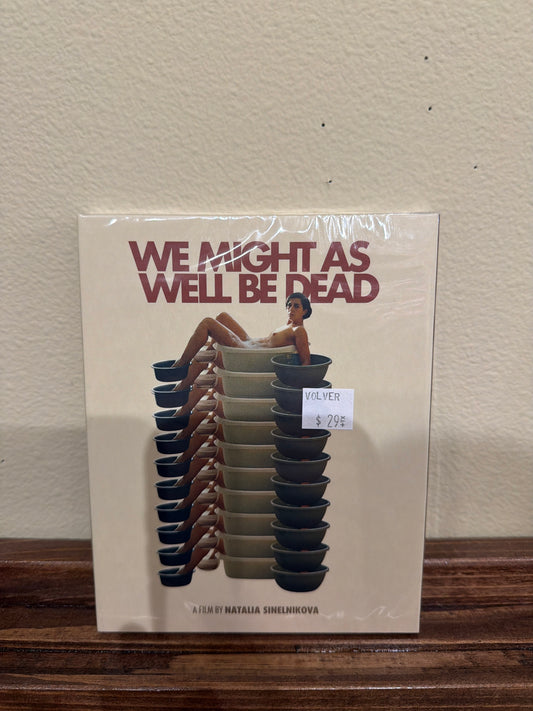 WE MIGHT AS
WELL BE DEAD
VOLVER
$ 29
A FILM BY NATALIA SINELNIKOVA